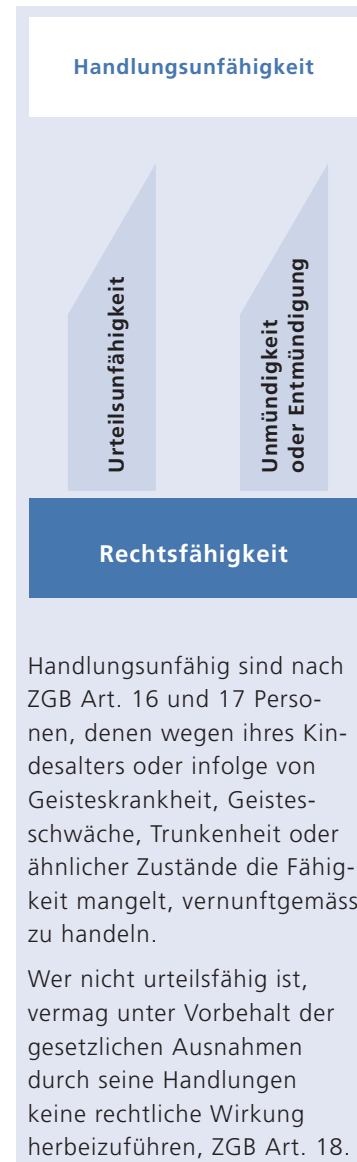 Handlungsunfähigkeit
Urteilsunfähigkeit
Unmündigkeit
oder Entmündigung
Rechtsfähigkeit
Handlungsunfähig sind nach
ZGB Art. 16 und 17 Perso-
nen, denen wegen ihres Kin-
desalters oder infolge von
Geisteskrankheit, Geistes-
schwäche, Trunkenheit oder
ähnlicher Zustände die Fähig-
keit mangelt, vernunftgemäss
zu handeln.
Wer nicht urteilsfähig ist,
vermag unter Vorbehalt der
gesetzlichen Ausnahmen
durch seine Handlungen
keine rechtliche Wirkung
herbeizuführen, ZGB Art. 18.